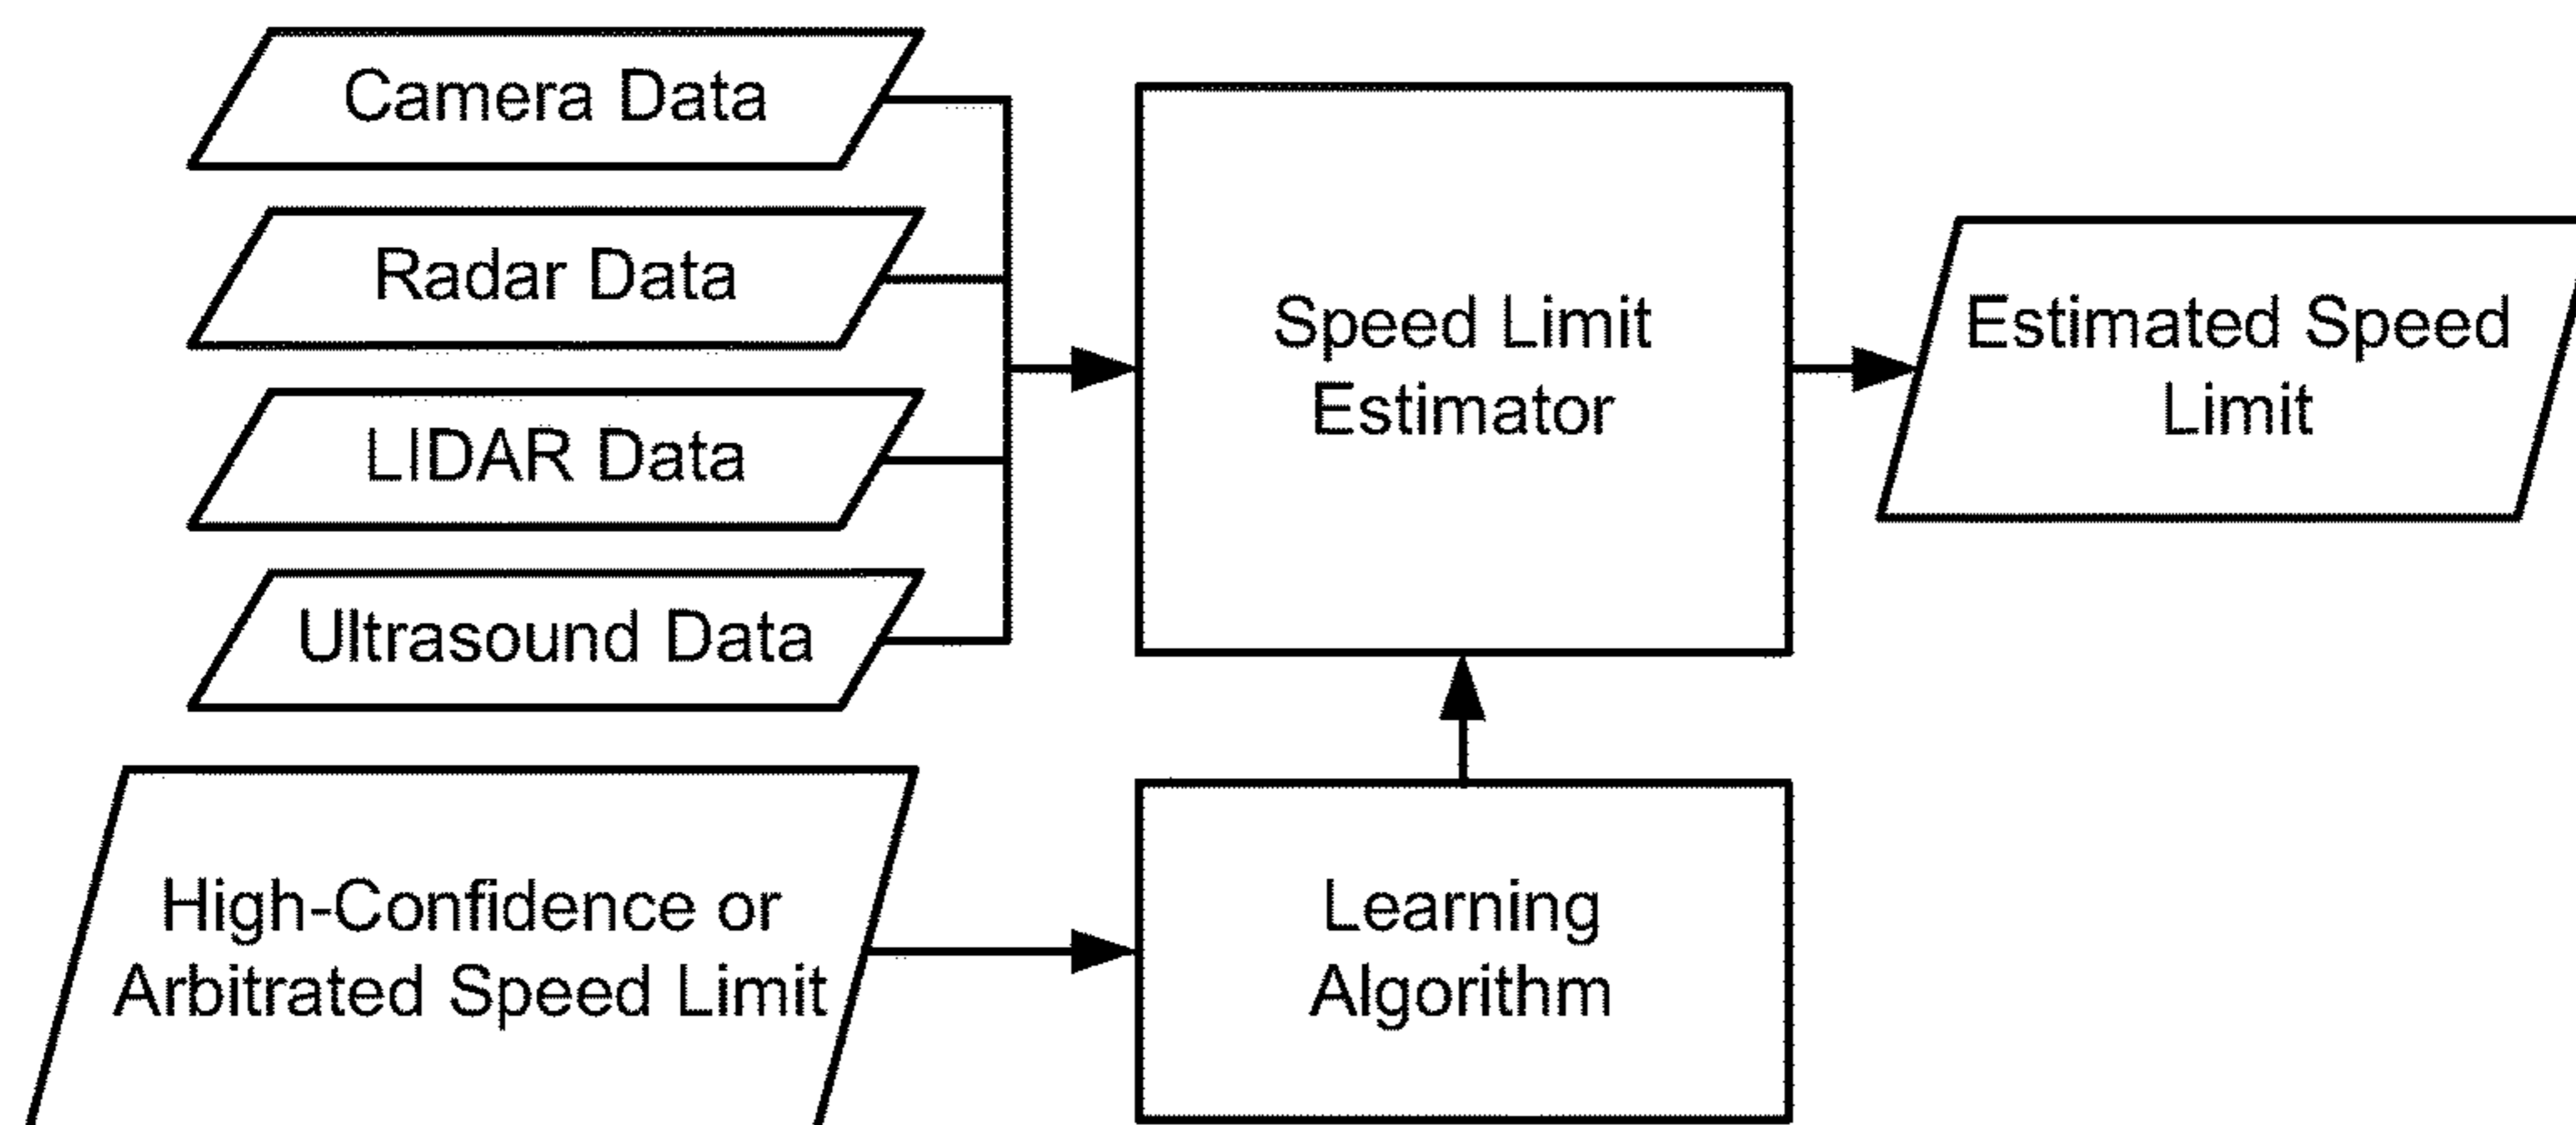 Camera Data
Radar Data
LIDAR Data
Ultrasound Data
Speed Limit
Estimator
Estimated Speed
Limit
High-Confidence or
Arbitrated Speed Limit
Learning
Algorithm